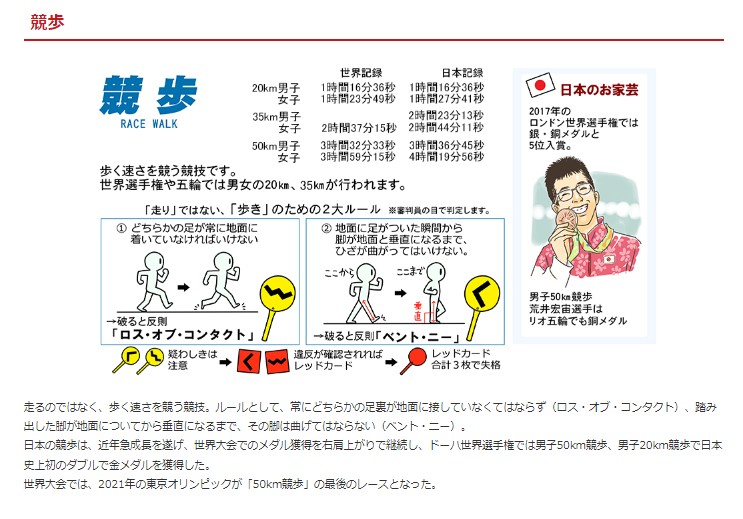 競歩
競歩
RACE WALK
世界記録 日本記録
20km男子 1時間16分36秒 1時間16分36秒
女子 1時間23分49秒 1時間27分41秒
35km男子 2時間23分13秒
女子 2時間37分15秒 2時間44分11秒
50km男子 3時間32分33秒 3時間36分45秒
女子 3時間59分15秒 4時間19分56秒
歩く速さを競う競技です。
世界選手権や五輪では男女の20㎞、35㎞が行われます。
「走り」ではない、「歩き」のための2大ルール ※審判員の目で判定します。
① どちらかの足が常に地面に
着いていなければいけない
→破ると反則
「ロス・オブ・コンタクト」
② 地面に足がついた瞬間から
脚が地面と垂直になるまで、
ひざが曲がってはいけない。
ここから ここまで
垂直
→破ると反則「ベント・ニー」
疑わしきは
注意
違反が確認されれば
レッドカード
レッドカード
合計3枚で失格
日本のお家芸
2017年の
ロンドン世界選手権では
銀・銅メダルと
5位入賞。
男子50㎞競歩
荒井宏宙選手は
リオ五輪でも銅メダル
走るのではなく、歩く速さを競う競技。ルールとして、常にどちらかの足裏が地面に接していなくてはならず（ロス・オブ・コンタクト）、踏み
出した脚が地面についてから垂直になるまで、その脚は曲げてはならない（ベント・ニー）。
日本の競歩は、近年急成長を遂げ、世界大会でのメダル獲得を右肩上がりで継続し、ドーハ世界選手権では男子50km競歩、男子20km競歩で日本
史上初のダブルで金メダルを獲得した。
世界大会では、2021年の東京オリンピックが「50km競歩」の最後のレースとなった。